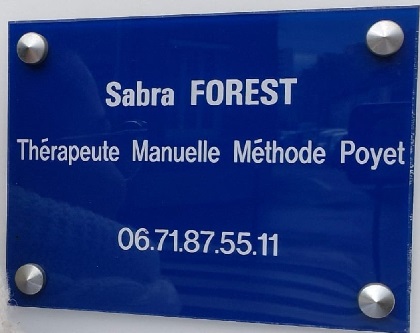 Sabra FOREST
Thérapeute Manuelle Méthode Poyet
06.71.87.55.11